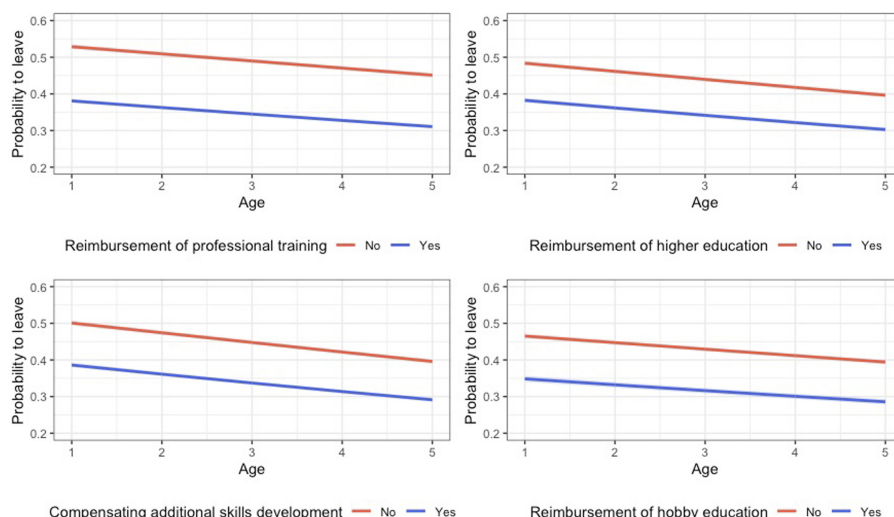 Probability to leave
0.6
0.5
0.4
0.3
0.2
1 2 3 4 5
Age
Reimbursement of professional training No Yes
Probability to leave
0.6
0.5
0.4
0.3
0.2
1 2 3 4 5
Age
Reimbursement of higher education No Yes
Probability to leave
0.6
0.5
0.4
0.3
0.2
1 2 3 4 5
Age
Compensating additional skills development No Yes
Probability to leave
0.6
0.5
0.4
0.3
0.2
1 2 3 4 5
Age
Reimbursement of hobby education No Yes